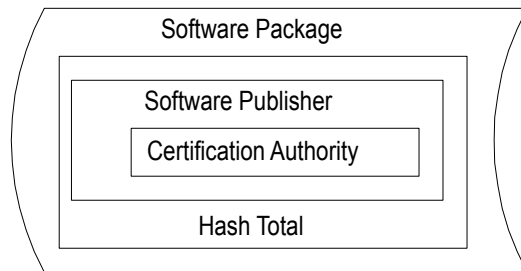 Software Package
Software Publisher
Certification Authority
Hash Total